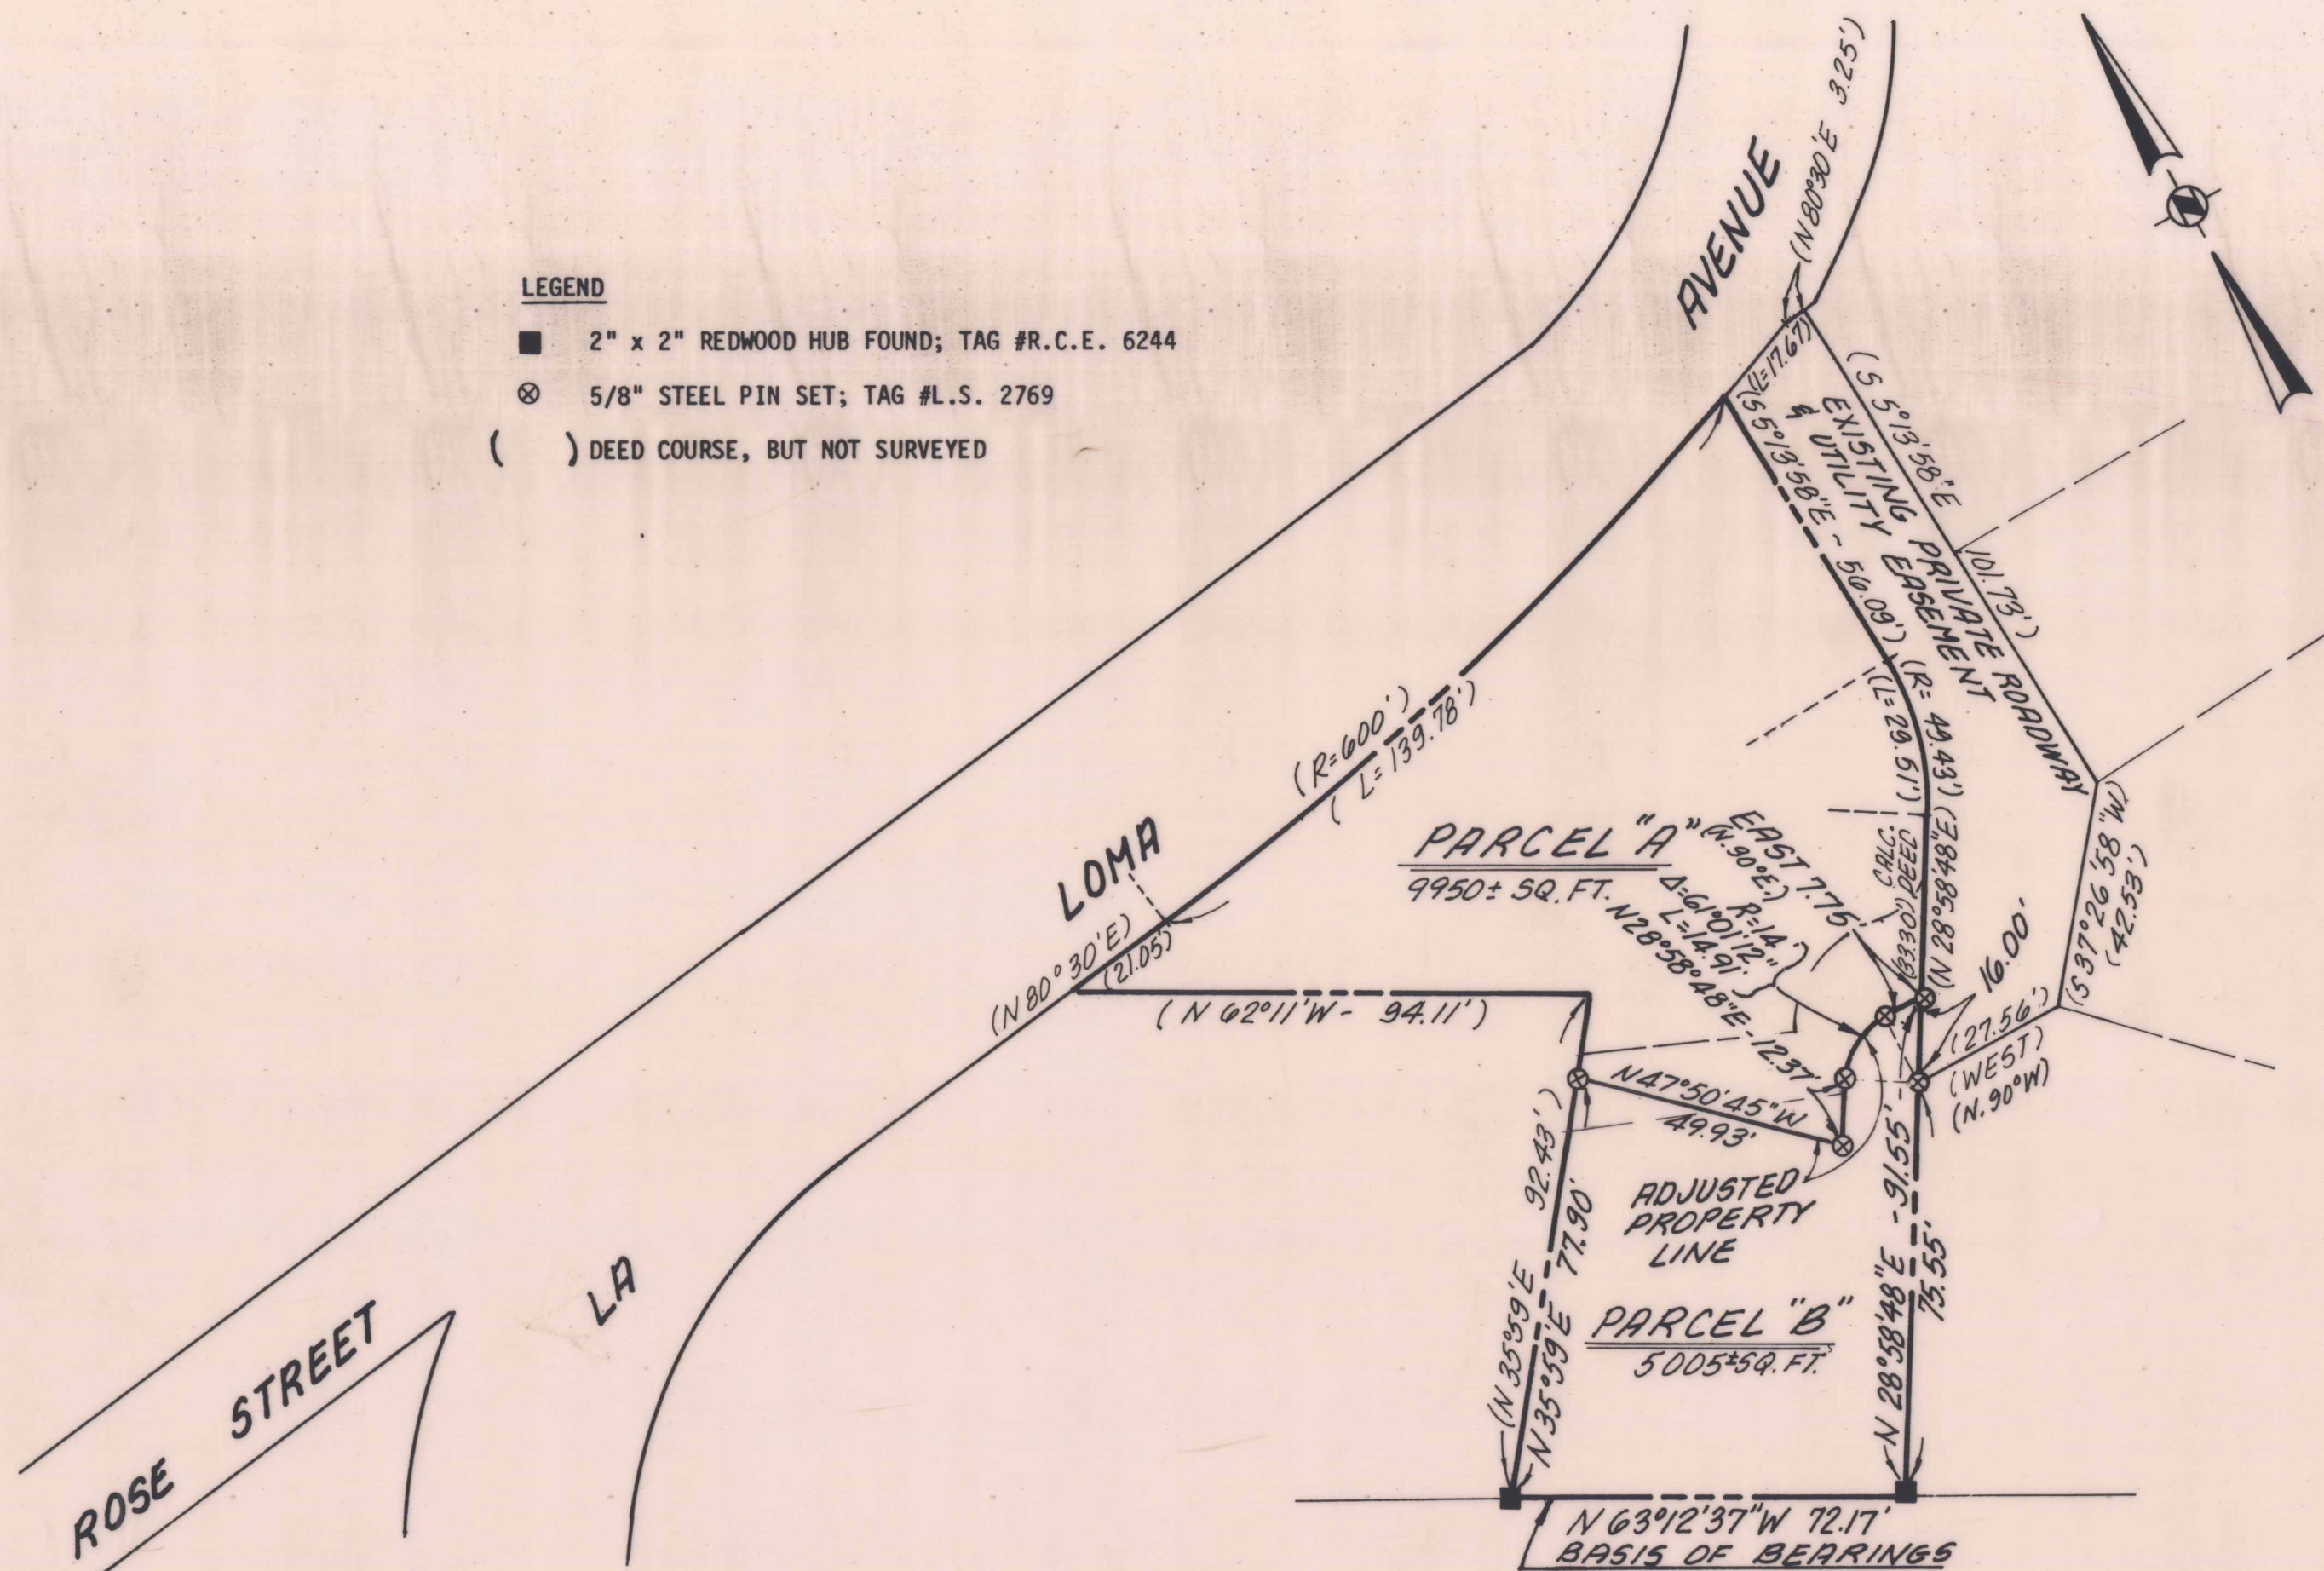 LEGEND
2" x 2" REDWOOD HUB FOUND; TAG #R.C.E. 6244
5/8" STEEL PIN SET; TAG #L.S. 2769
( ) DEED COURSE, BUT NOT SURVEYED
AVENUE
(N80°30'E 3.25')
(L=17.67')
(S 5°13'58"E - 56.09')
(S 5°13'58"E
101.73')
EXISTING PRIVATE ROADWAY
& UTILITY EASEMENT
(R= 49.43')
(L=29.51')
(R=600')
(L=139.78')
LOMA
(N 80°30'E)
(21.05')
(N 62°11'W - 94.11')
PARCEL "A"
9950± SQ. FT.
EAST 7.75'
(N.90°E.)
R=14'
Δ=61°01'12"
L=14.91'
N28°58'48"E - 12.37'
CALC.
(33.30') DEED
(N 28°58'48"E)
16.00'
(S 37°26'58"W)
(42.53')
(27.56')
(WEST)
(N.90°W)
N47°50'45"W
49.93'
ADJUSTED
PROPERTY
LINE
(N 35°59'E 92.43')
N35°59'E 77.90'
N 28°58'48"E - 91.55'
75.55'
PARCEL "B"
5005± SQ. FT.
LA
ROSE STREET
N 63°12'37"W 72.17'
BASIS OF BEARINGS